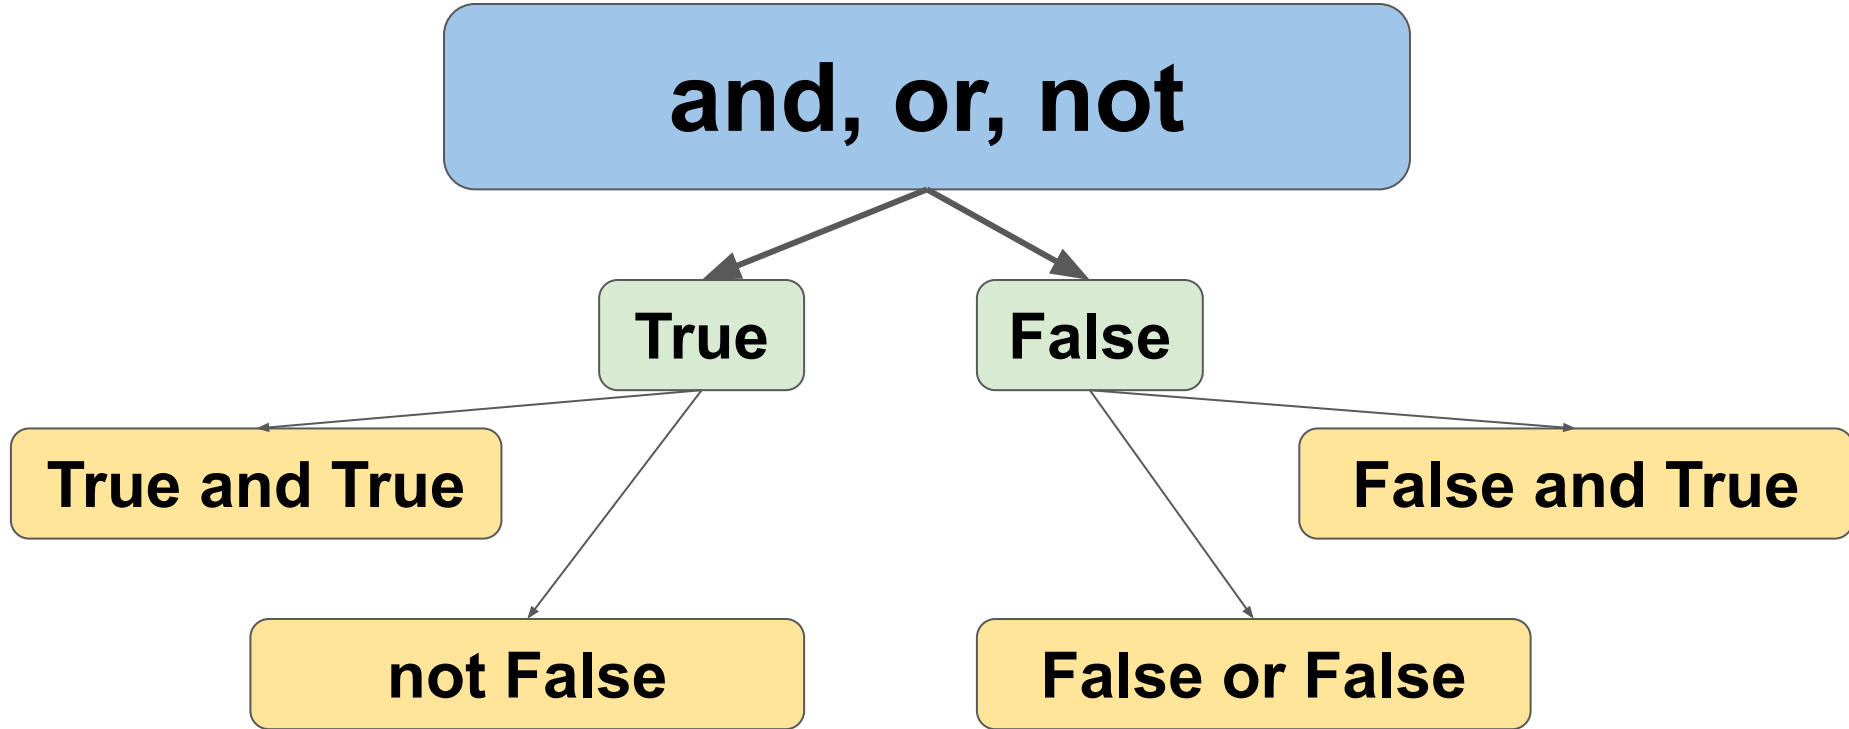 and, or, not
True
False
True and True
False and True
not False
False or False